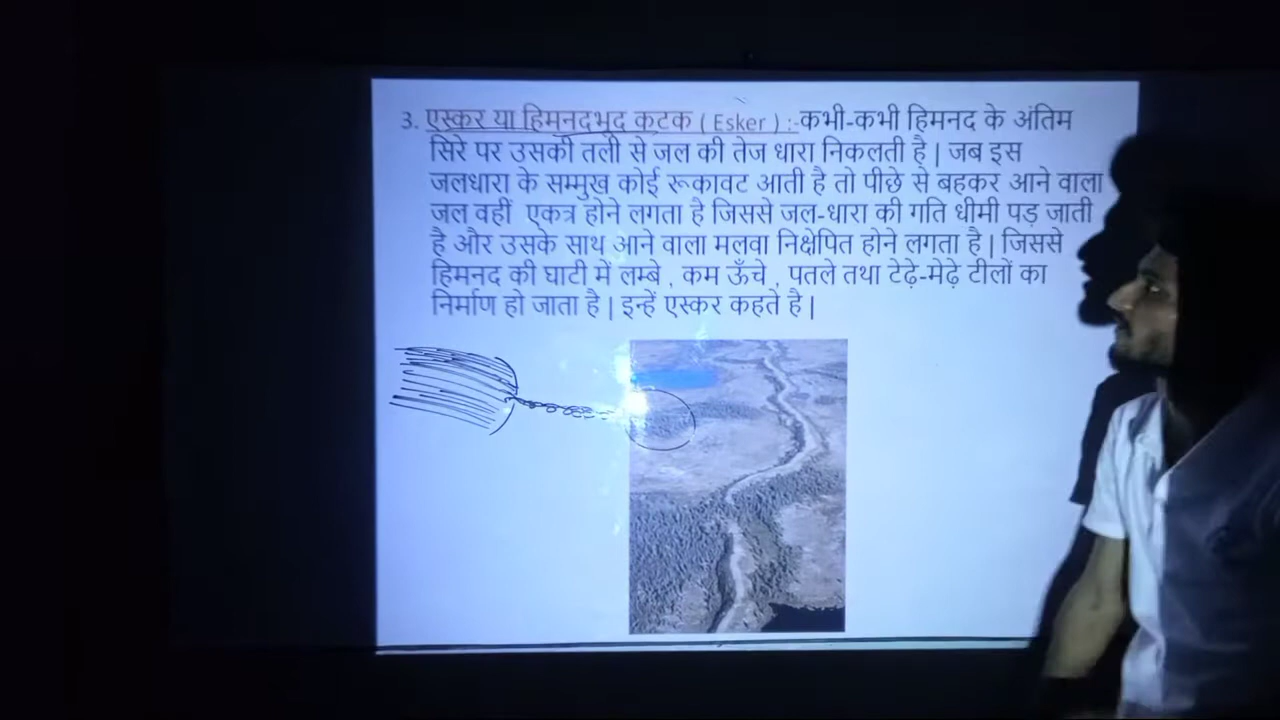 3. एस्कर या हिमनदभृद कटक ( Esker ) :-कभी-कभी हिमनद के अंतिम
सिरे पर उसकी तली से जल की तेज धारा निकलती है | जब इस
जलधारा के सम्मुख कोई रूकावट आती है तो पीछे से बहकर आने वाला
जल वहीं एकत्र होने लगता है जिससे जल-धारा की गति धीमी पड़ जाती
है और उसके साथ आने वाला मलवा निक्षेपित होने लगता है | जिससे
हिमनद की घाटी में लम्बे , कम ऊँचे , पतले तथा टेढ़े-मेढ़े टीलों का
निर्माण हो जाता है | इन्हें एस्कर कहते है |